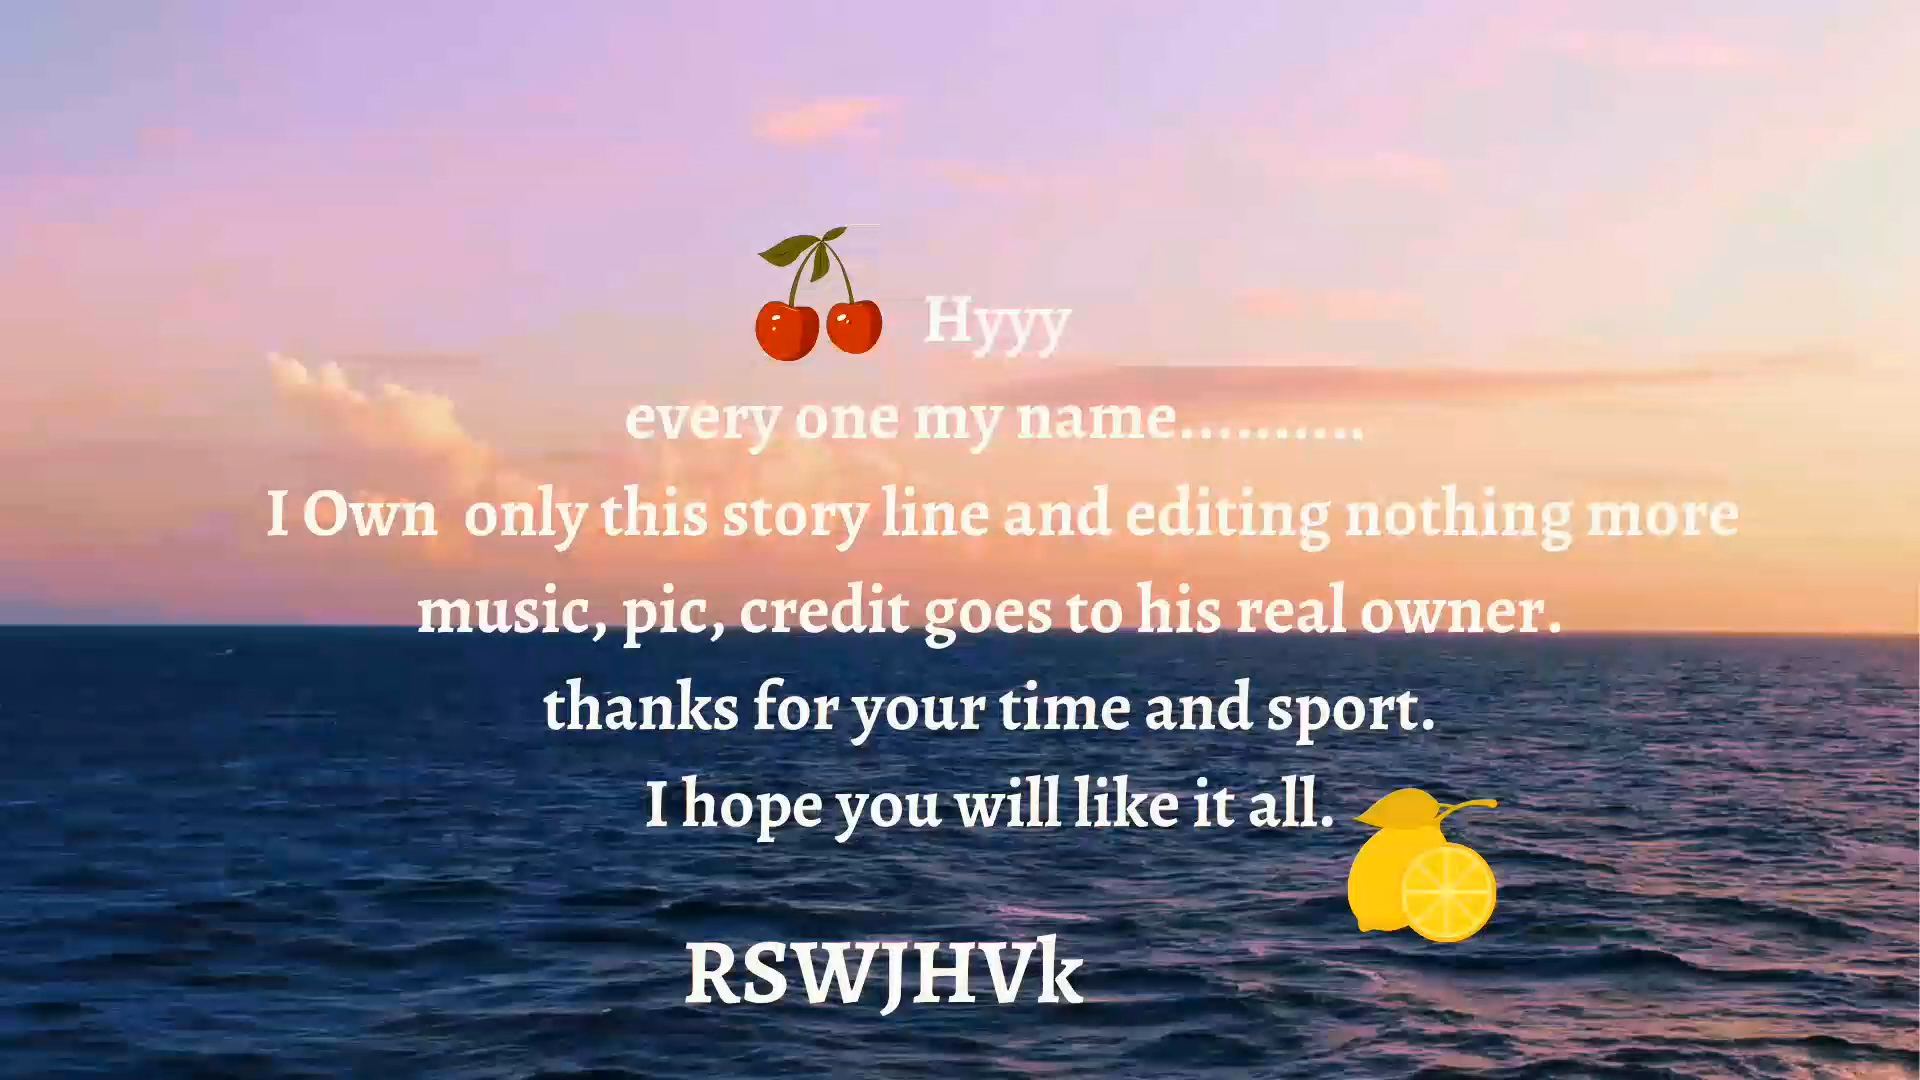 Hyyy
every one my name..........
I Own only this story line and editing nothing more
music, pic, credit goes to his real owner.
thanks for your time and sport.
I hope you will like it all.
RSWJHVk